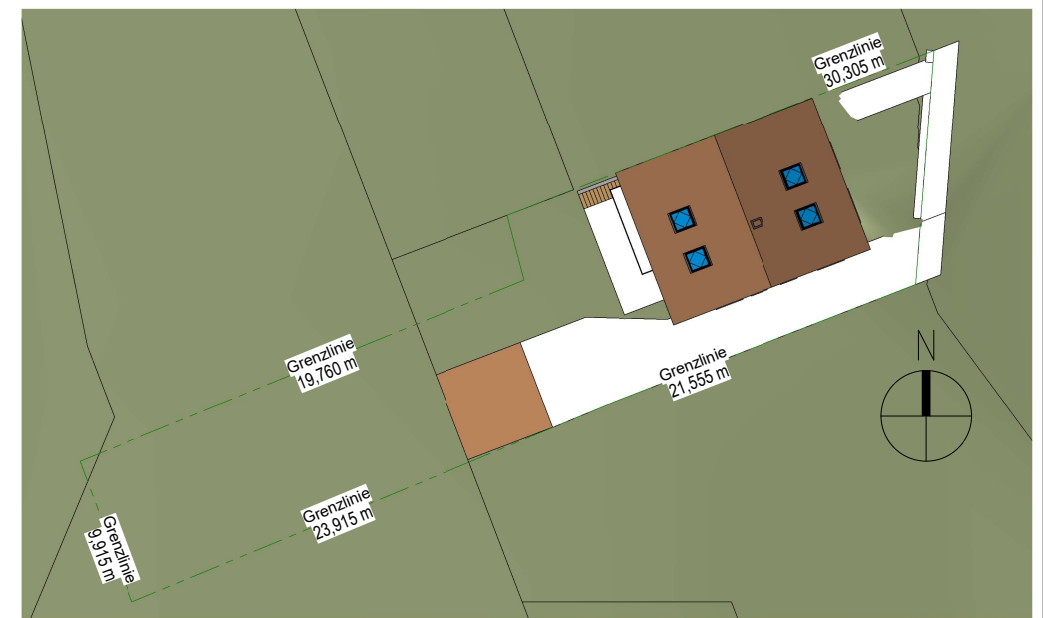 Grenzlinie
30,305 m
N
Grenzlinie
19,760 m
Grenzlinie
21,555 m
Grenzlinie
23,915 m
Grenzlinie
9,915 m